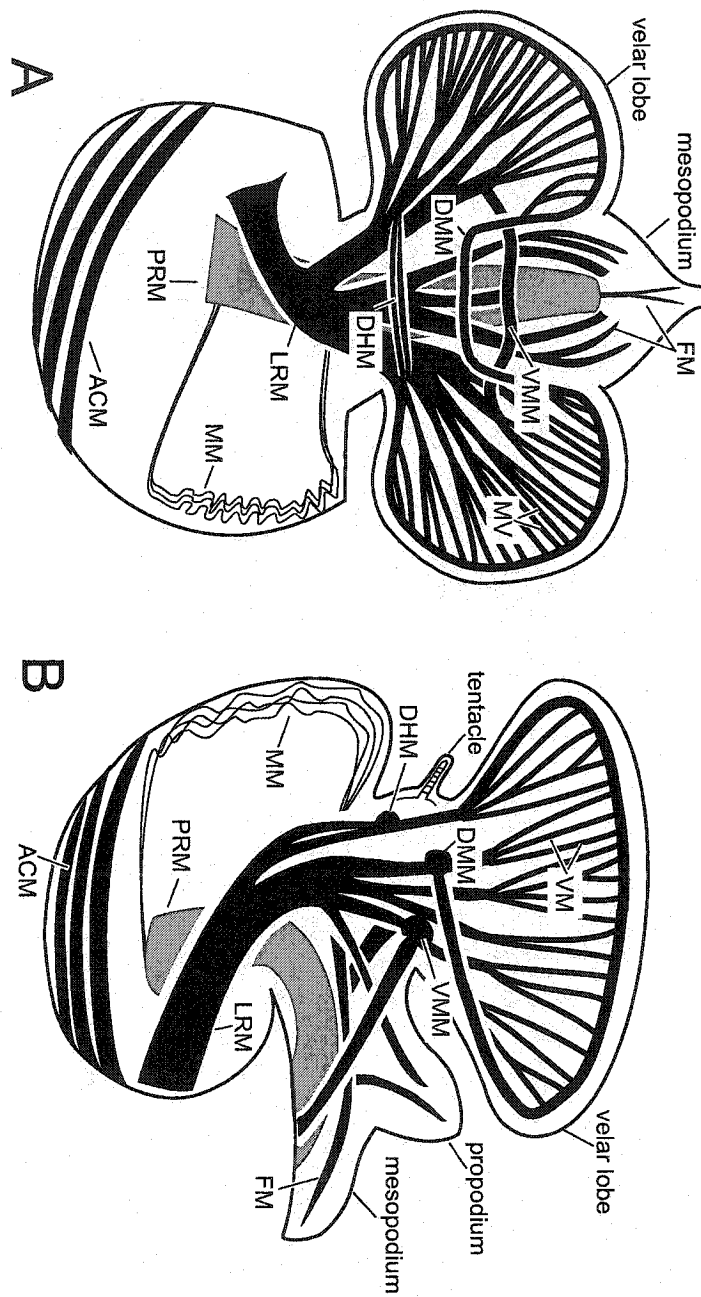 A
velar lobe
mesopodium
DMM
FM
VMM
DHM
PRM
LRM
ACM
MM
MV
B
tentacle
DHM
MM
DMM
VM
PRM
ACM
VMM
LRM
velar lobe
propodium
mesopodium
FM